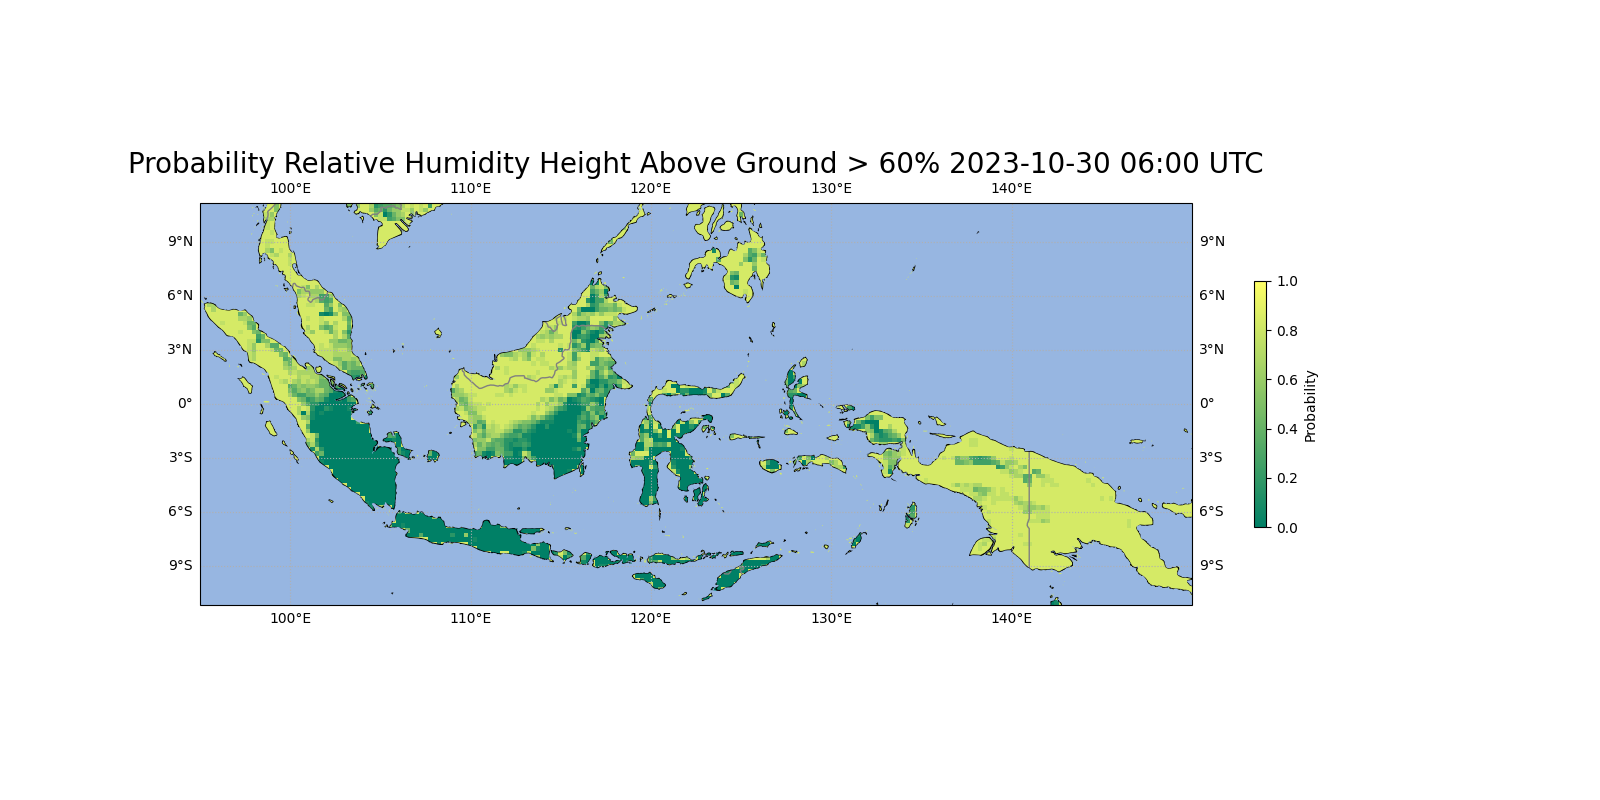 Probability Relative Humidity Height Above Ground > 60% 2023-10-30 06:00 UTC
100°E 110°E 120°E 130°E 140°E
9°N 9°N
6°N 6°N
3°N 3°N
0° 0°
3°S 3°S
6°S 6°S
9°S 9°S
100°E 110°E 120°E 130°E 140°E
1.0
0.8
0.6
0.4
0.2
0.0
Probability